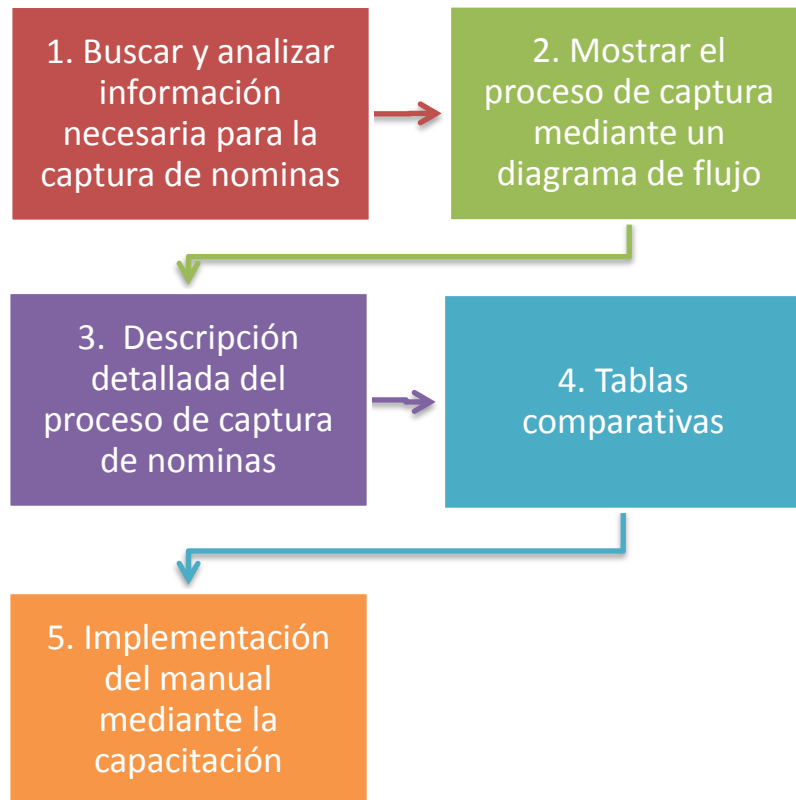 1. Buscar y analizar
información
necesaria para la
captura de nominas
2. Mostrar el
proceso de captura
mediante un
diagrama de flujo
3. Descripción
detallada del
proceso de captura
de nominas
4. Tablas
comparativas
5. Implementación
del manual
mediante la
capacitación